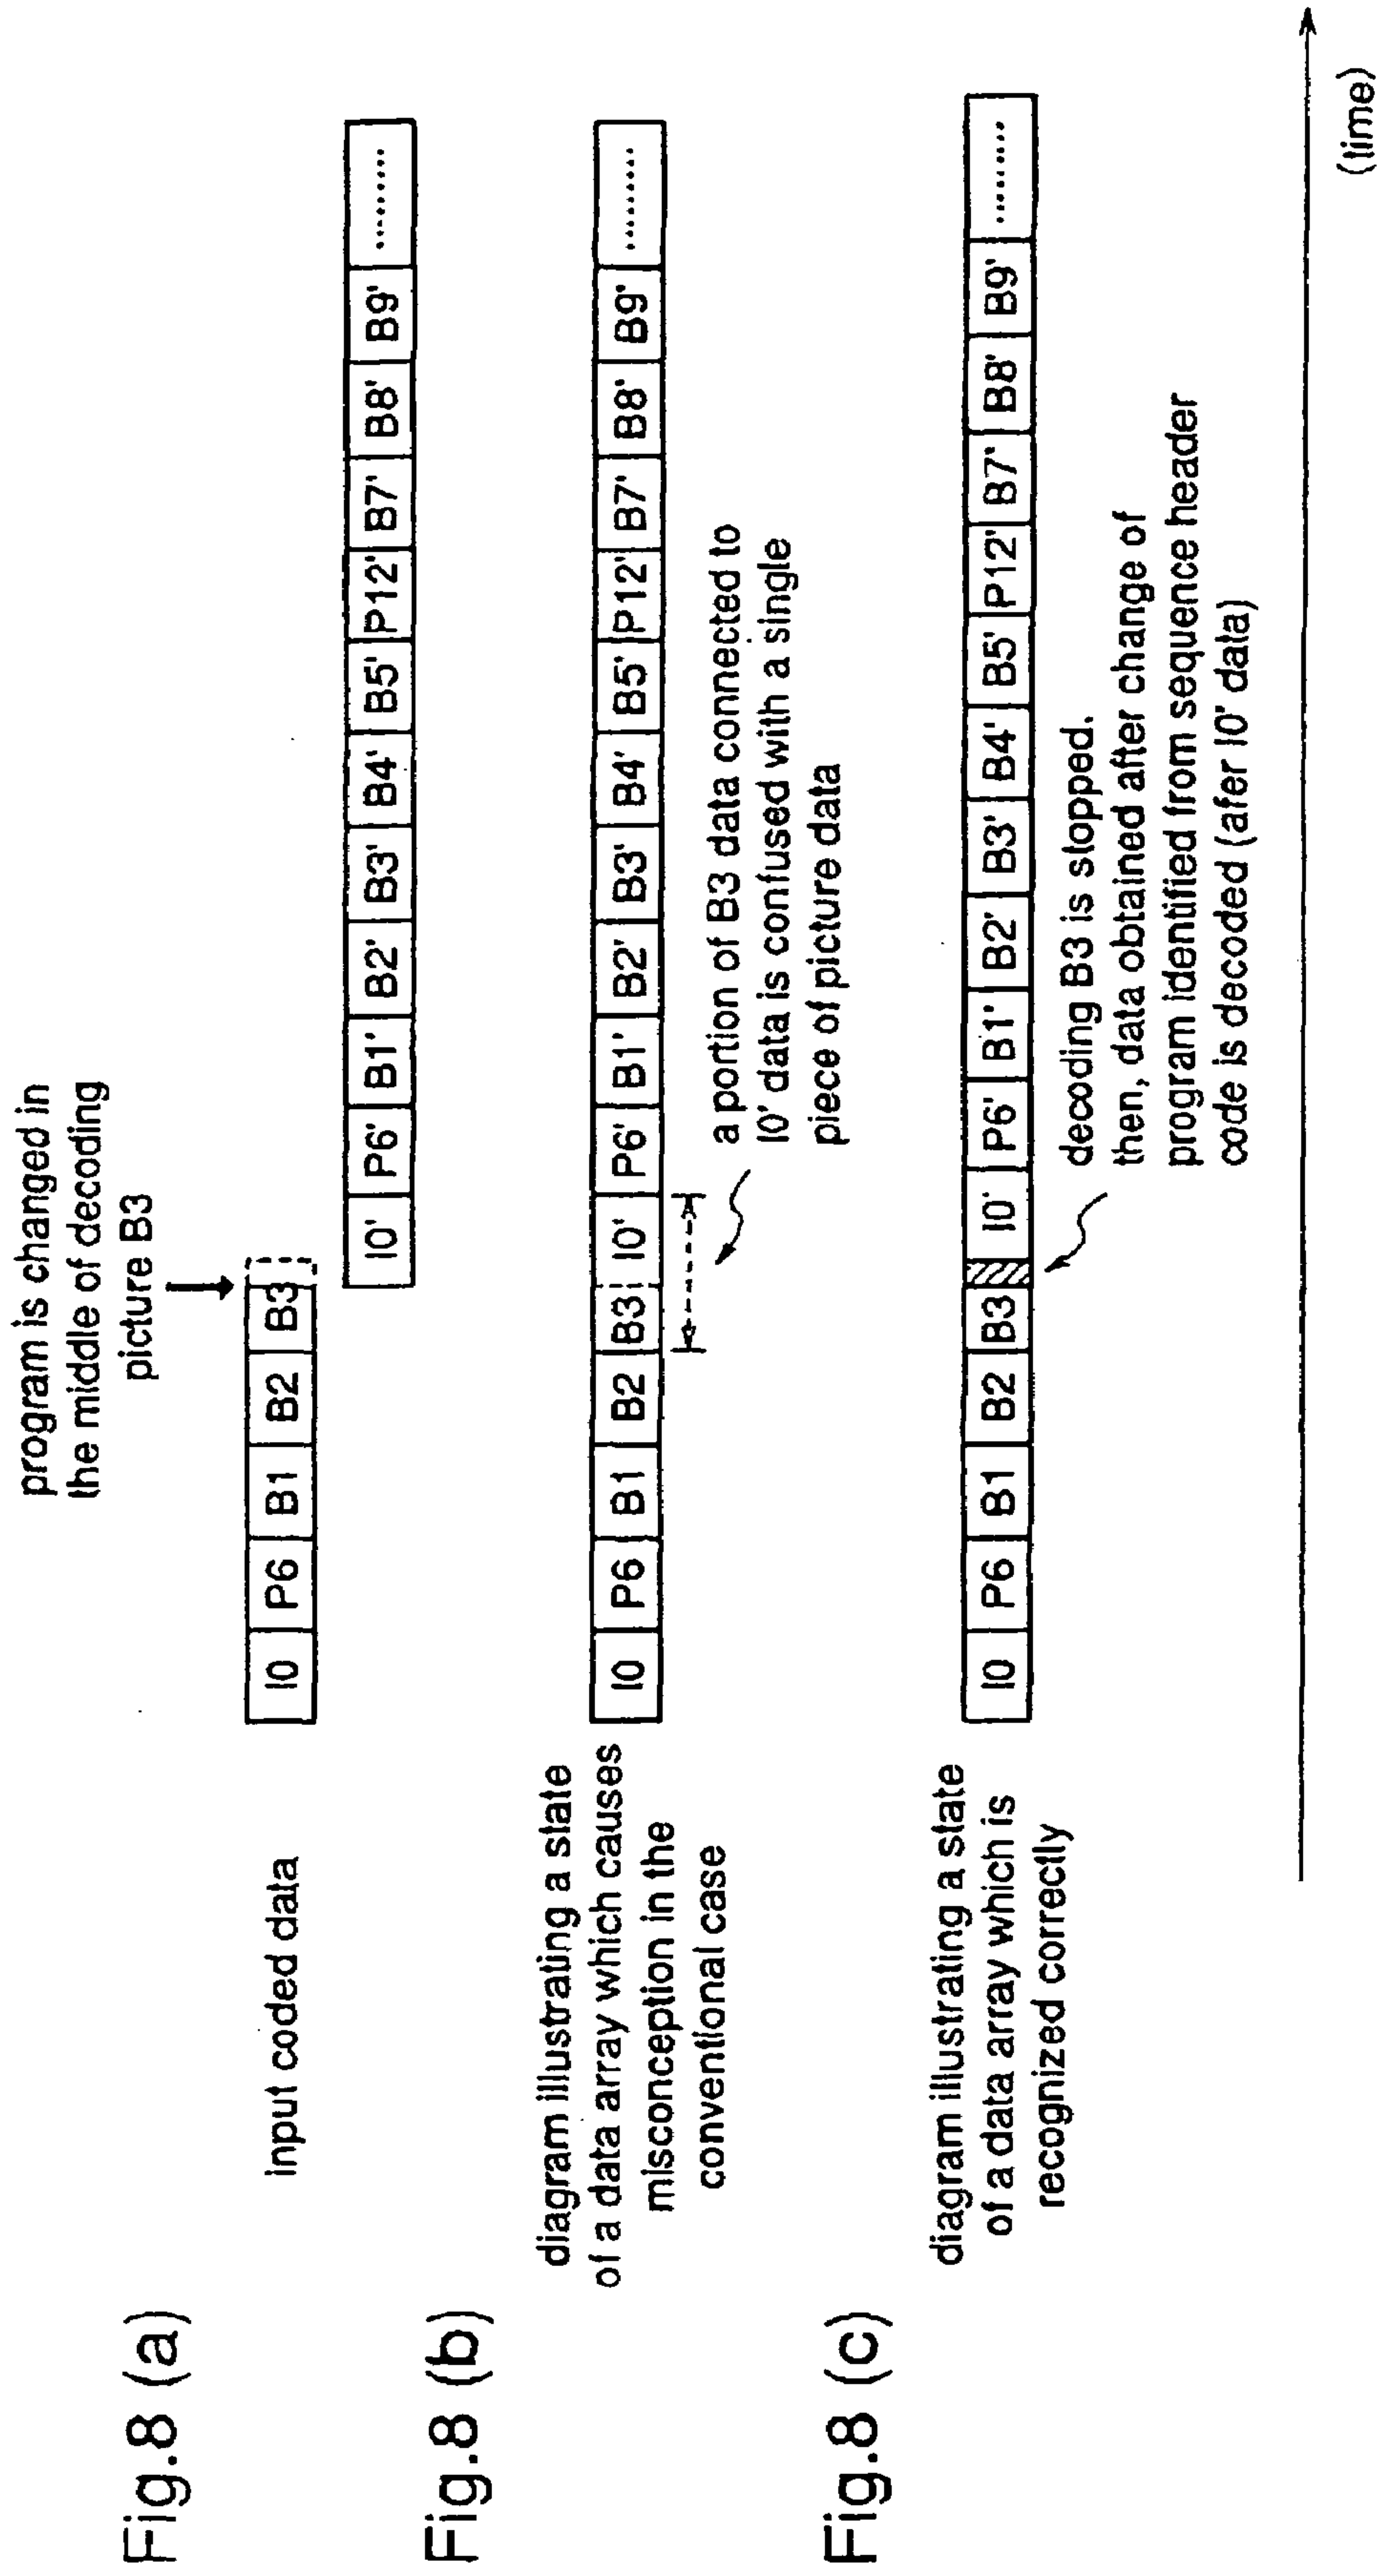 Fig.8 (a)
program is changed in
the middle of decoding
picture B3
input coded data
I0 P6 B1 B2 B3
I0' P6' B1' B2' B3' B4' B5' P12' B7' B8' B9' ………
Fig.8 (b)
diagram illustrating a state
of a data array which causes
misconception in the
conventional case
I0 P6 B1 B2 B3 I0' P6' B1' B2' B3' B4' B5' P12' B7' B8' B9' ………
a portion of B3 data connected to
I0' data is confused with a single
piece of picture data
Fig.8 (c)
diagram illustrating a state
of a data array which is
recognized correctly
I0 P6 B1 B2 B3 I0' P6' B1' B2' B3' B4' B5' P12' B7' B8' B9' ………
decoding B3 is stopped.
then, data obtained after change of
program identified from sequence header
code is decoded (afer I0' data)
(time)